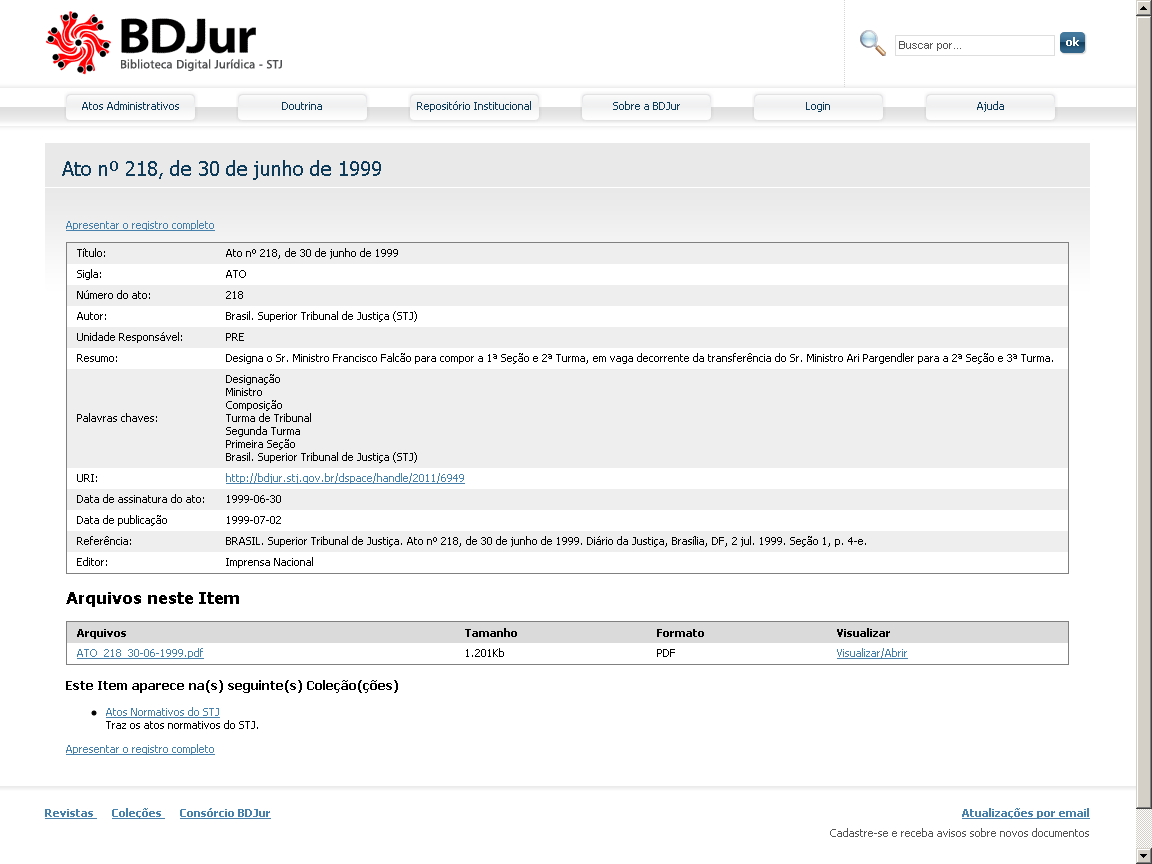 BDJur
Biblioteca Digital Jurídica - STJ
Buscar por...
ok
Atos Administrativos
Doutrina
Repositório Institucional
Sobre a BDJur
Login
Ajuda
Ato nº 218, de 30 de junho de 1999
Apresentar o registro completo
Título: Ato nº 218, de 30 de junho de 1999
Sigla: ATO
Número do ato: 218
Autor: Brasil. Superior Tribunal de Justiça (STJ)
Unidade Responsável: PRE
Resumo: Designa o Sr. Ministro Francisco Falcão para compor a 1ª Seção e 2ª Turma, em vaga decorrente da transferência do Sr. Ministro Ari Pargendler para a 2ª Seção e 3ª Turma.
Palavras chaves:
Designação
Ministro
Composição
Turma de Tribunal
Segunda Turma
Primeira Seção
Brasil. Superior Tribunal de Justiça (STJ)
URI: http://bdjur.stj.gov.br/dspace/handle/2011/6949
Data de assinatura do ato: 1999-06-30
Data de publicação 1999-07-02
Referência: BRASIL. Superior Tribunal de Justiça. Ato nº 218, de 30 de junho de 1999. Diário da Justiça, Brasília, DF, 2 jul. 1999. Seção 1, p. 4-e.
Editor: Imprensa Nacional
Arquivos neste Item
Arquivos Tamanho Formato Visualizar
ATO_218_30-06-1999.pdf 1.201Kb PDF Visualizar/Abrir
Este Item aparece na(s) seguinte(s) Coleção(ções)
Atos Normativos do STJ
Traz os atos normativos do STJ.
Apresentar o registro completo
Revistas Coleções Consórcio BDJur
Atualizações por email
Cadastre-se e receba avisos sobre novos documentos